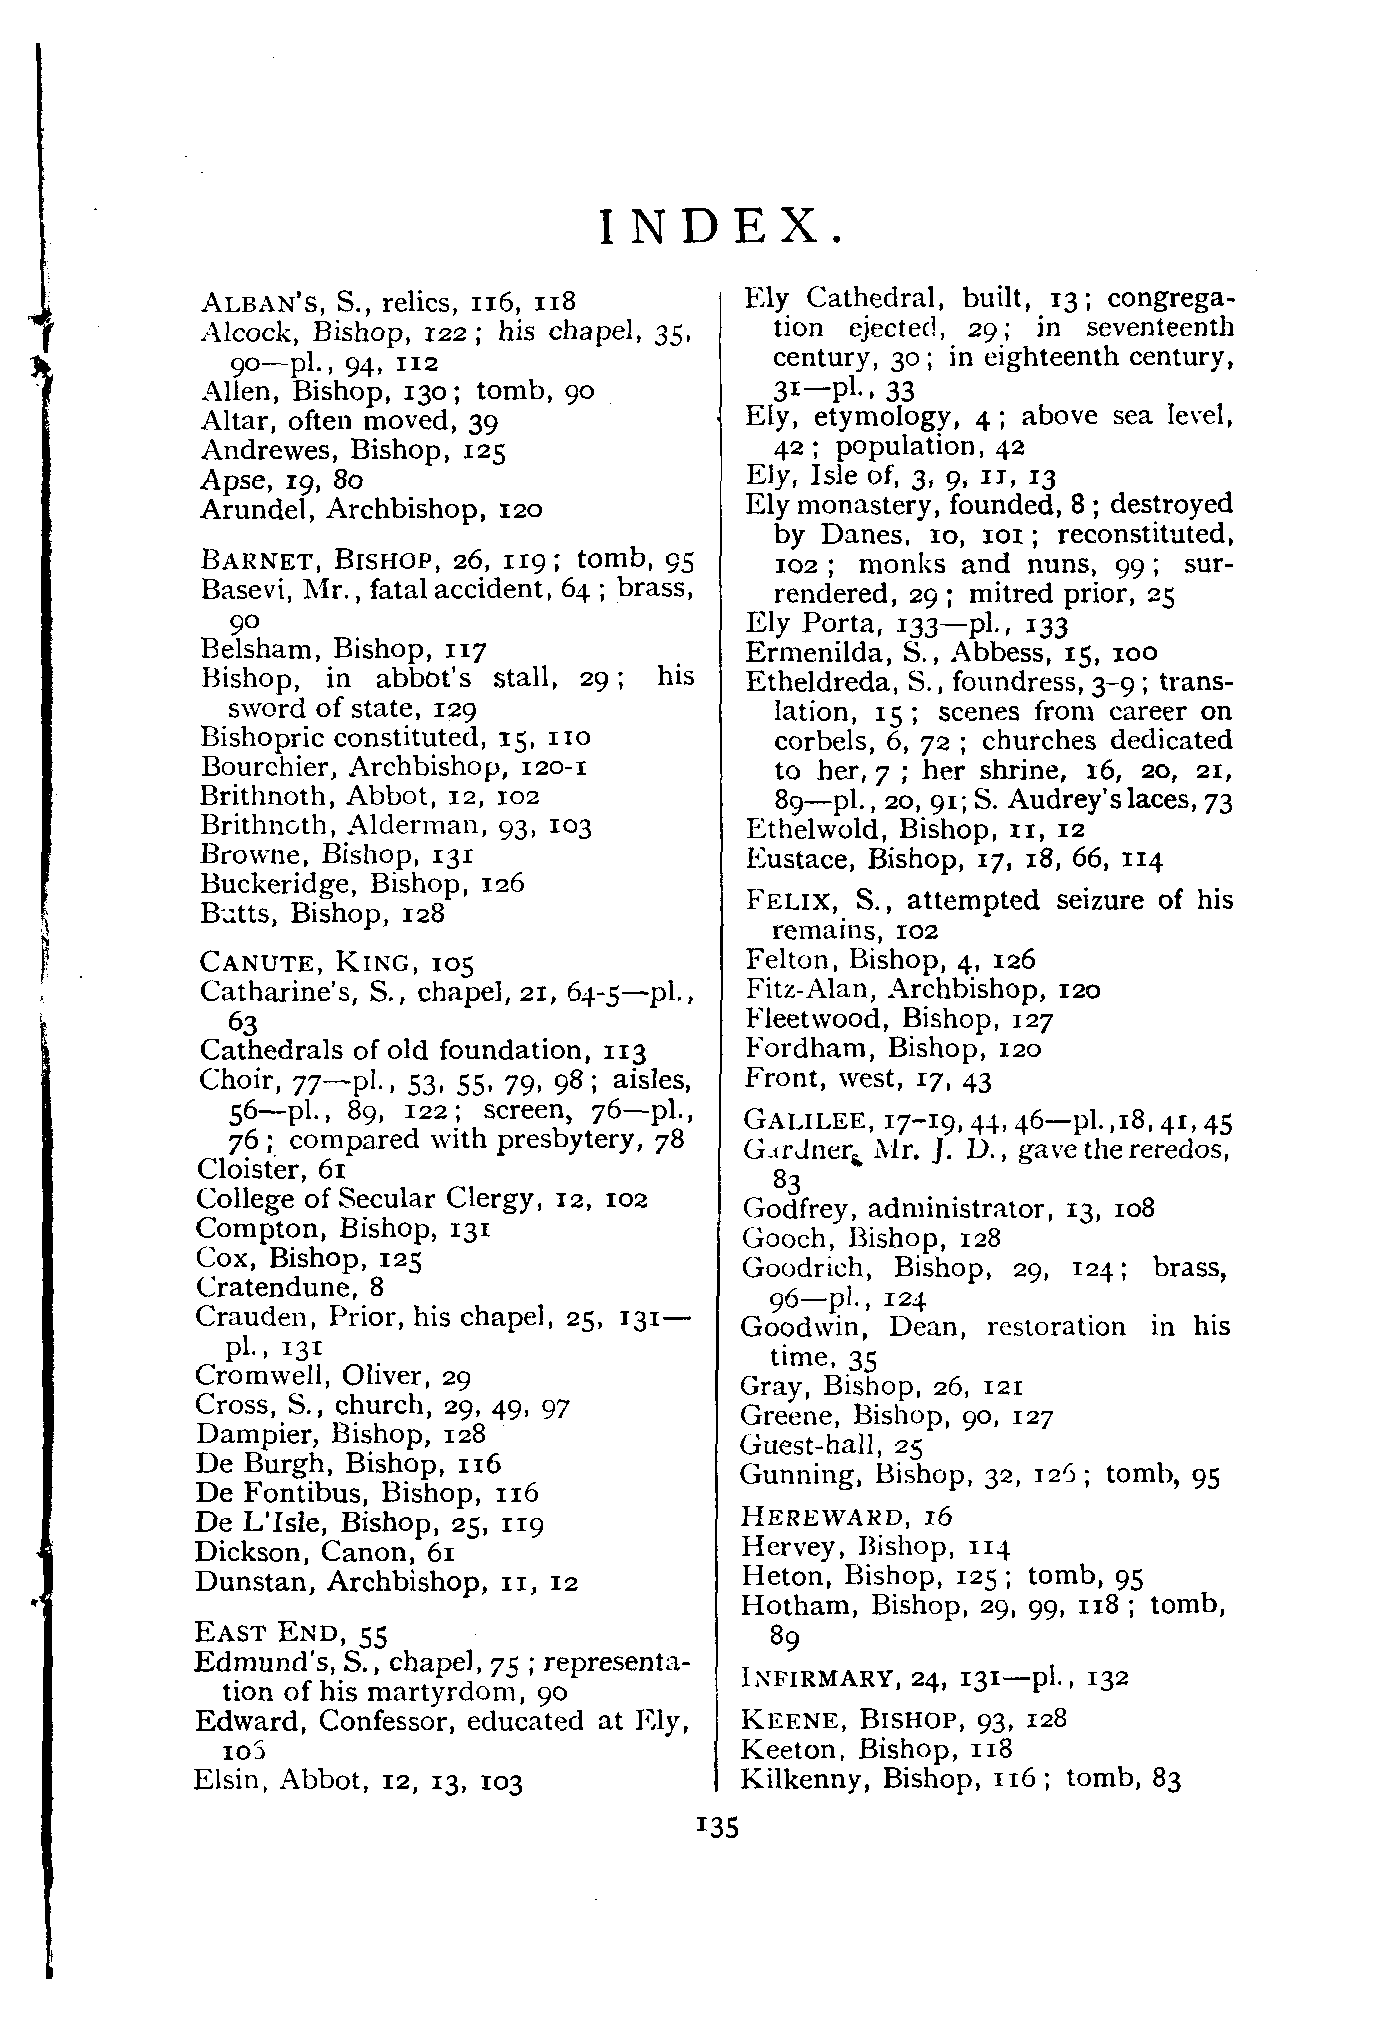 INDEX.
ALBAN'S, S., relics, 116, 118
Alcock, Bishop, 122; his chapel, 35,
90—pl., 94, 112
Allen, Bishop, 130; tomb, 90
Altar, often moved, 39
Andrewes, Bishop, 125
Apse, 19, 80
Arundel, Archbishop, 120
BARNET, BISHOP, 26, 119; tomb, 95
Basevi, Mr., fatal accident, 64; brass,
90
Belsham, Bishop, 117
Bishop, in abbot's stall, 29; his
sword of state, 129
Bishopric constituted, 15, 110
Bourchier, Archbishop, 120-1
Brithnoth, Abbot, 12, 102
Brithnoth, Alderman, 93, 103
Browne, Bishop, 131
Buckeridge, Bishop, 126
Butts, Bishop, 128
CANUTE, KING, 105
Catharine's, S., chapel, 21, 64-5—pl.,
63
Cathedrals of old foundation, 113
Choir, 77—pl., 53, 55, 79, 98; aisles,
56—pl., 89, 122; screen, 76—pl.,
76; compared with presbytery, 78
Cloister, 61
College of Secular Clergy, 12, 102
Compton, Bishop, 131
Cox, Bishop, 125
Cratendune, 8
Crauden, Prior, his chapel, 25, 131—
pl., 131
Cromwell, Oliver, 29
Cross, S., church, 29, 49, 97
Dampier, Bishop, 128
De Burgh, Bishop, 116
De Fontibus, Bishop, 116
De L'Isle, Bishop, 25, 119
Dickson, Canon, 61
Dunstan, Archbishop, 11, 12
EAST END, 55
Edmund's, S., chapel, 75; representa-
tion of his martyrdom, 90
Edward, Confessor, educated at Ely,
Elsin, Abbot, 12, 13, 103
Ely Cathedral, built, 13; congrega-
tion ejected, 29; in seventeenth
century, 30; in eighteenth century,
31—pl., 33
Ely, etymology, 4; above sea level,
42; population, 42
Ely, Isle of, 3, 9, 11, 13
Ely monastery, founded, 8; destroyed
by Danes, 10, 101; reconstituted,
102; monks and nuns, 99; sur-
rendered, 29; mitred prior, 25
Ely Porta, 133—pl., 133
Ermenilda, S., Abbess, 15, 100
Etheldreda, S., foundress, 3-9; trans-
lation, 15; scenes from career on
corbels, 6, 72; churches dedicated
to her, 7; her shrine, 16, 20, 21,
89—pl., 20, 91; S. Audrey's laces, 73
Ethelwold, Bishop, 11, 12
Eustace, Bishop, 17, 18, 66, 114
FELIX, S., attempted seizure of his
remains, 102
Felton, Bishop, 4, 126
Fitz-Alan, Archbishop, 120
Fleetwood, Bishop, 127
Fordham, Bishop, 120
Front, west, 17, 43
GALILEE, 17-19, 44, 46—pl., 18, 41, 45
Gardner, Mr. J. D., gave the reredos,
83
Godfrey, administrator, 13, 108
Gooch, Bishop, 128
Goodrich, Bishop, 29, 124; brass,
96—pl., 124
Goodwin, Dean, restoration in his
time, 35
Gray, Bishop, 26, 121
Greene, Bishop, 90, 127
Guest-hall, 25
Gunning, Bishop, 32, 126; tomb, 95
HEREWARD, 16
Hervey, Bishop, 114
Heton, Bishop, 125; tomb, 95
Hotham, Bishop, 29, 99, 118; tomb,
89
INFIRMARY, 24, 131—pl., 132
KEENE, BISHOP, 93, 128
Keeton, Bishop, 118
Kilkenny, Bishop, 116; tomb, 83
135